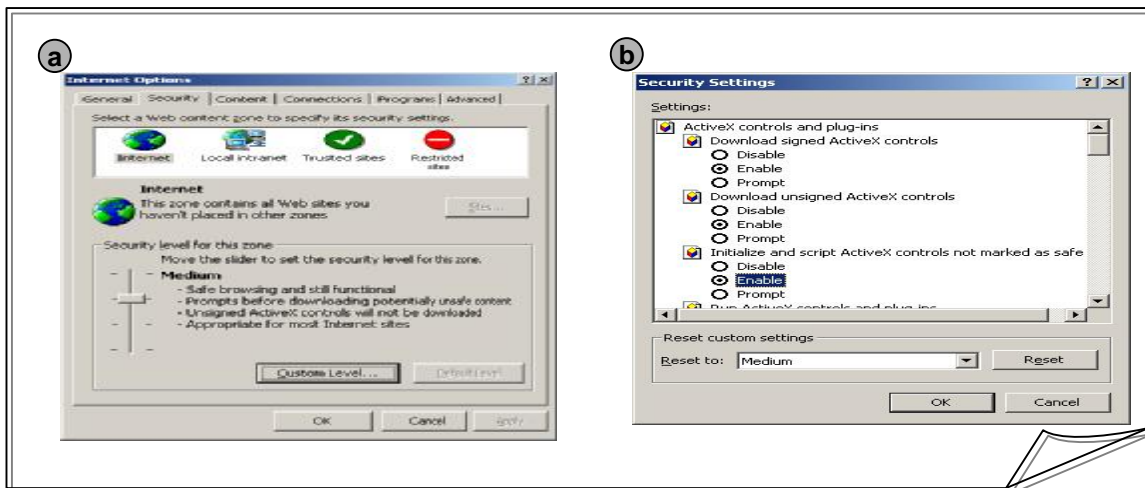 a
Internet Options
General Security Content Connections Programs Advanced
Select a Web content zone to specify its security settings.
Internet Local intranet Trusted sites Restricted sites
Internet
This zone contains all Web sites you haven't placed in other zones
Sites...
Security level for this zone
Move the slider to set the security level for this zone.
Medium
- Safe browsing and still functional
- Prompts before downloading potentially unsafe content
- Unsigned ActiveX controls will not be downloaded
- Appropriate for most Internet sites
Custom Level... Default Level
OK Cancel Apply
b
Security Settings
Settings:
ActiveX controls and plug-ins
Download signed ActiveX controls
Disable
Enable
Prompt
Download unsigned ActiveX controls
Disable
Enable
Prompt
Initialize and script ActiveX controls not marked as safe
Disable
Enable
Prompt
Run ActiveX controls and plug-ins
Reset custom settings
Reset to: Medium Reset
OK Cancel